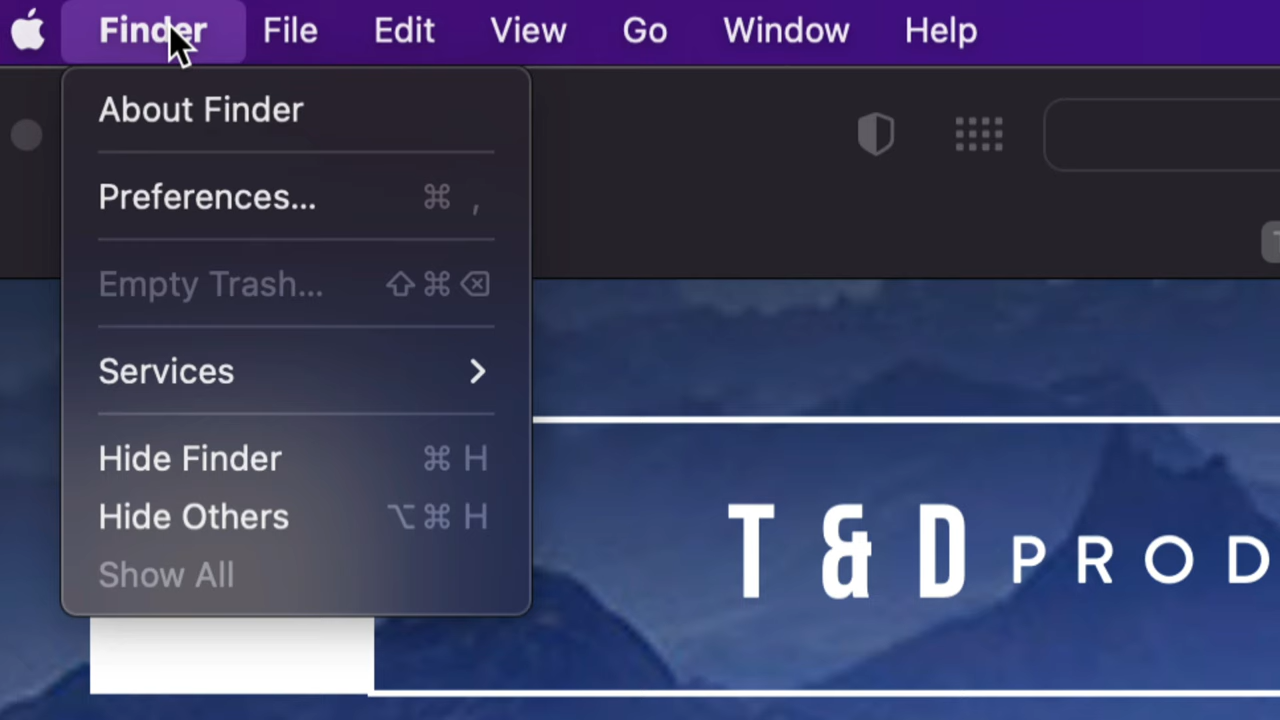 Finder File Edit View Go Window Help
About Finder
Preferences... ⌘ ,
Empty Trash... ⇧⌘⌫
Services
Hide Finder ⌘ H
Hide Others ⌥⌘ H
Show All
T & D PROD